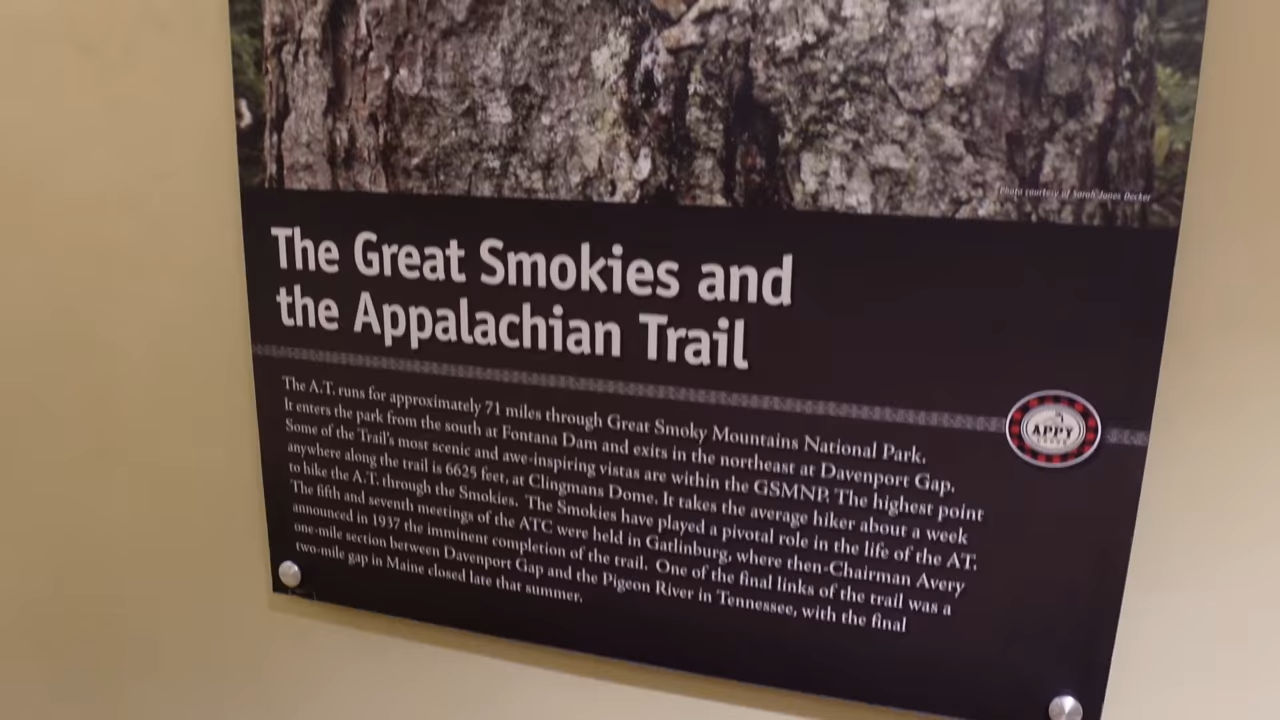 Photo courtesy of Sarah Jones Decker
The Great Smokies and
the Appalachian Trail
The A.T. runs for approximately 71 miles through Great Smoky Mountains National Park.
It enters the park from the south at Fontana Dam and exits in the northeast at Davenport Gap.
Some of the Trail's most scenic and awe-inspiring vistas are within the GSMNP. The highest point
anywhere along the trail is 6625 feet, at Clingmans Dome. It takes the average hiker about a week
to hike the A.T. through the Smokies. The Smokies have played a pivotal role in the life of the AT.
The fifth and seventh meetings of the ATC were held in Gatlinburg, where then-Chairman Avery
announced in 1937 the imminent completion of the trail. One of the final links of the trail was a
one-mile section between Davenport Gap and the Pigeon River in Tennessee, with the final
two-mile gap in Maine closed late that summer.
APPY